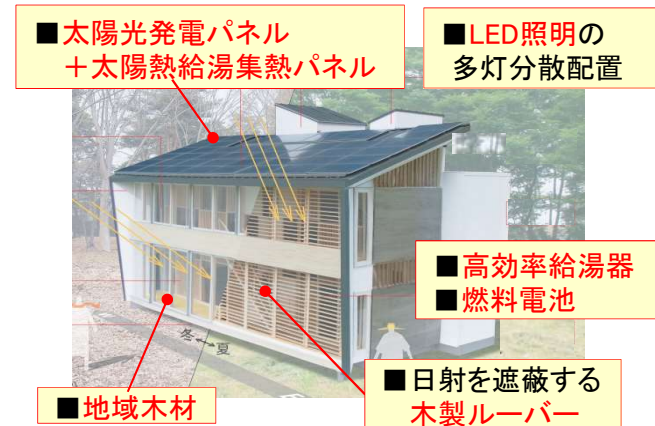 ■太陽光発電パネル
＋太陽熱給湯集熱パネル
■LED照明の
多灯分散配置
■高効率給湯器
■燃料電池
冬↔夏
■地域木材
■日射を遮蔽する
木製ルーバー